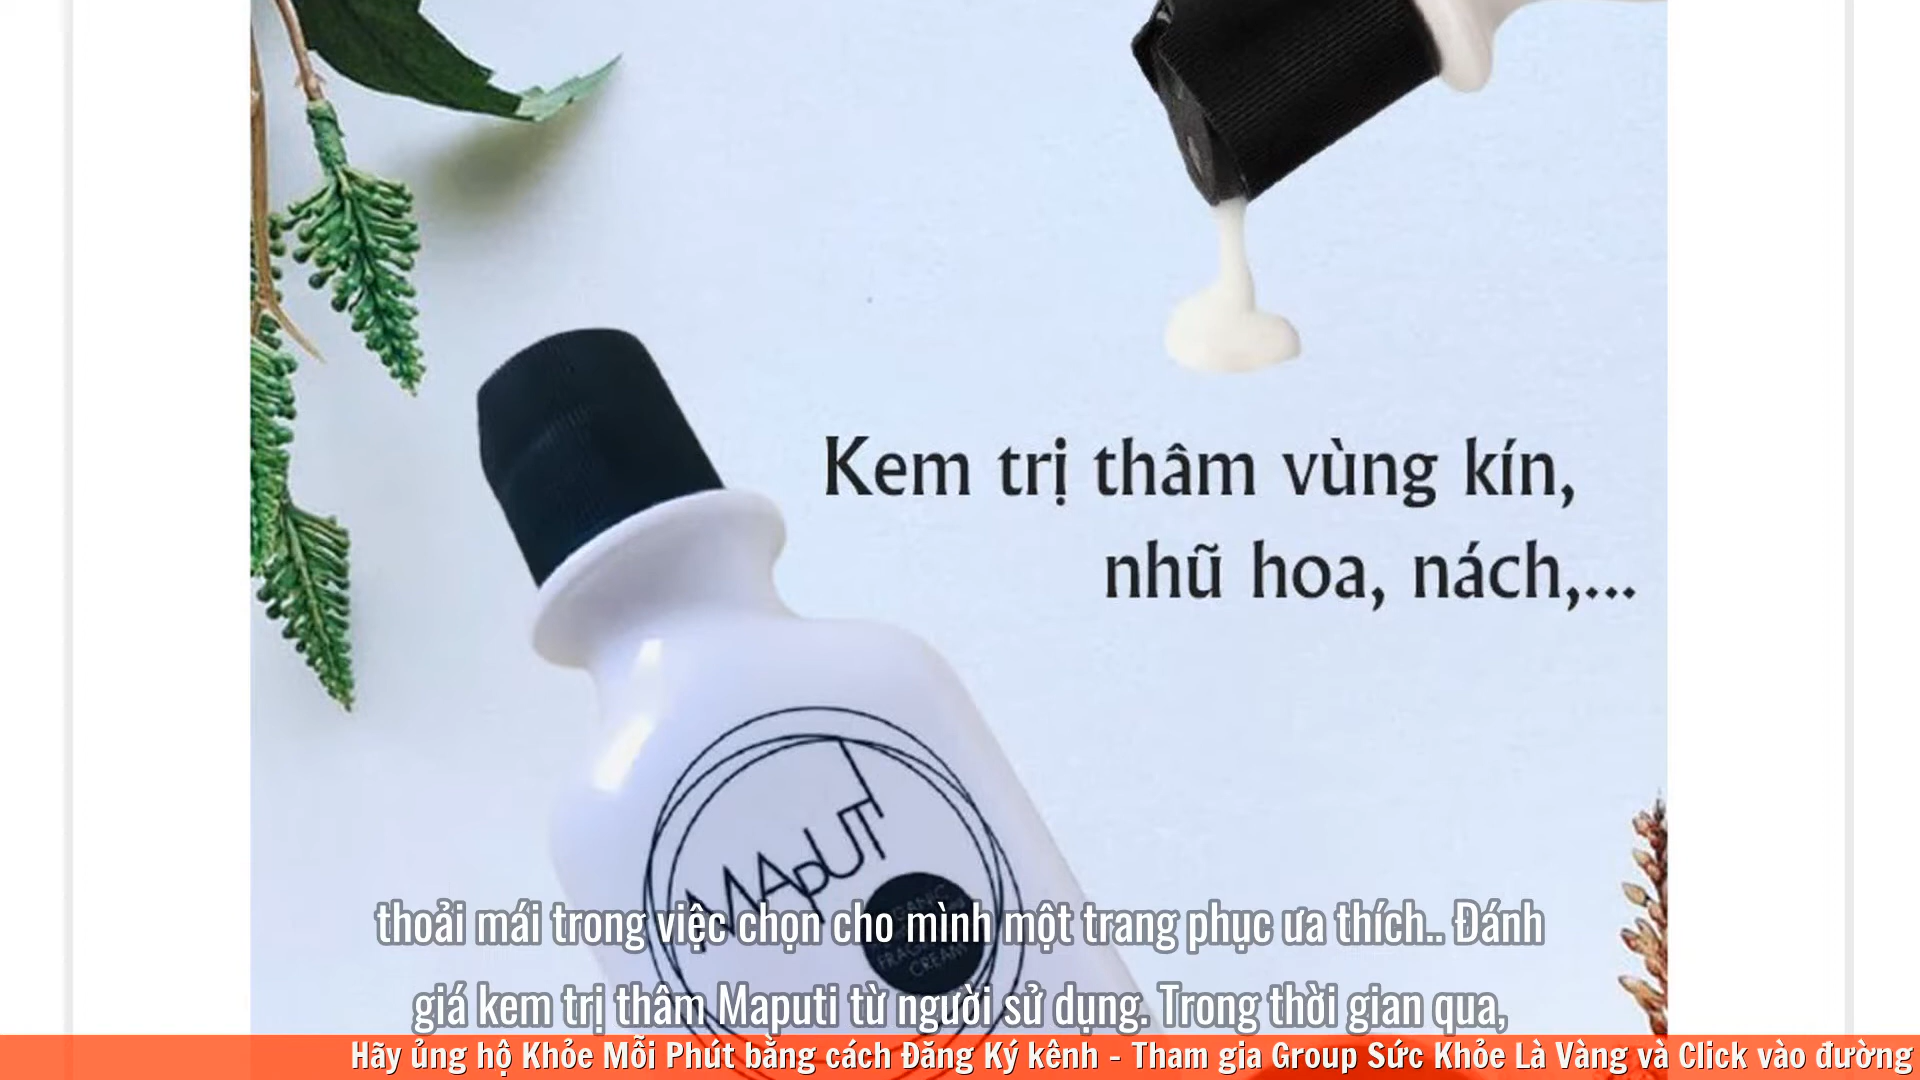 Kem trị thâm vùng kín,
nhũ hoa, nách,...
MAPUTI
CREAM
thoải mái trong việc chọn cho mình một trang phục ưa thích.. Đánh
giá kem trị thâm Maputi từ người sử dụng. Trong thời gian qua,
Hãy ủng hộ Khỏe Mỗi Phút bằng cách Đăng Ký kênh - Tham gia Group Sức Khỏe Là Vàng và Click vào đường